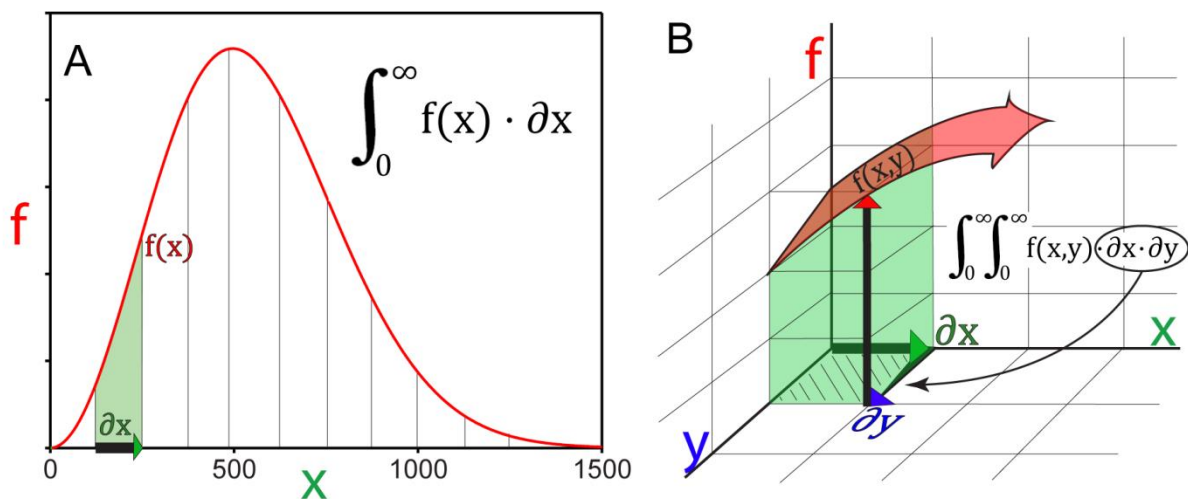 A
∫₀^∞ f(x) · ∂x
f
f(x)
∂x
0 500 1000 1500
x
B
f
f(x,y)
∫₀^∞ ∫₀^∞ f(x,y)·∂x·∂y
∂x
x
∂y
y